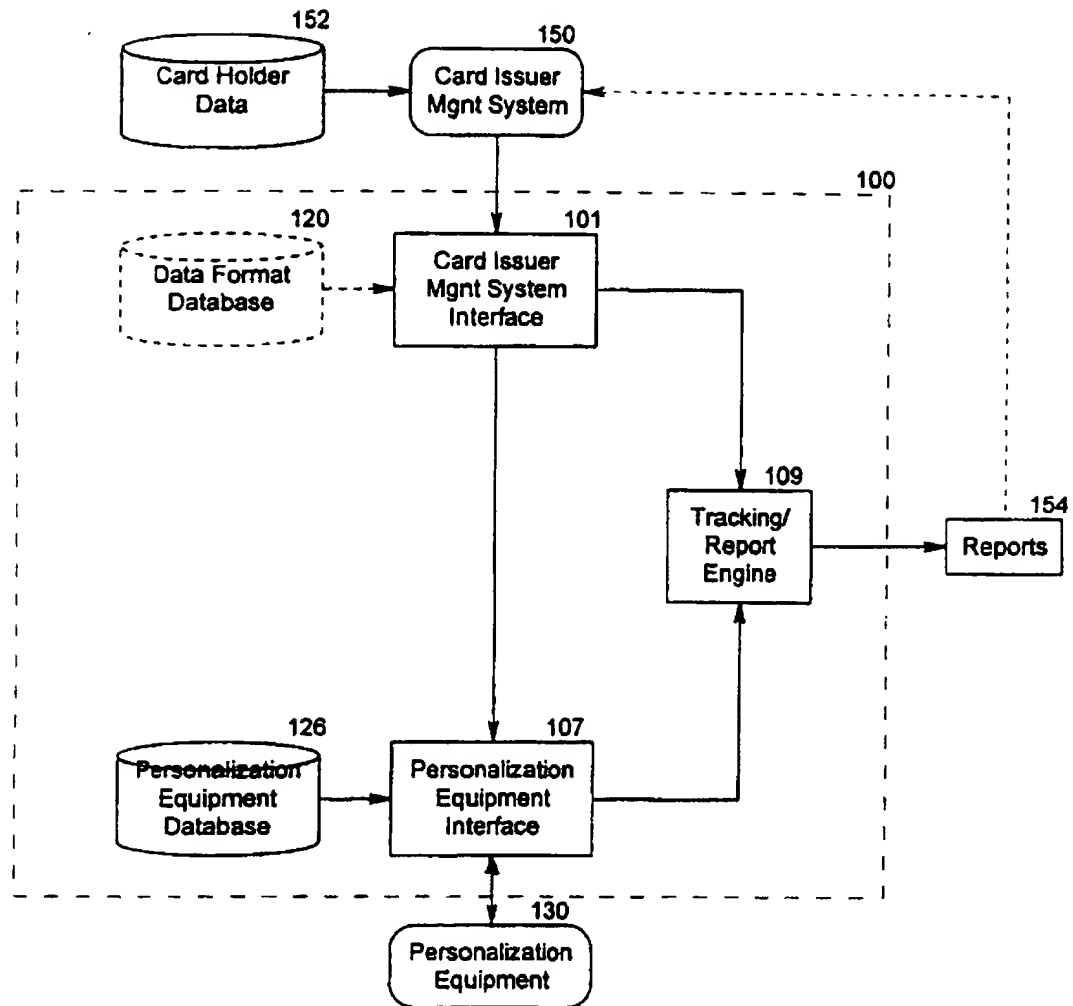 152
Card Holder
Data
150
Card Issuer
Mgnt System
100
120
Data Format
Database
101
Card Issuer
Mgnt System
Interface
109
Tracking/
Report
Engine
154
Reports
126
Personalization
Equipment
Database
107
Personalization
Equipment
Interface
130
Personalization
Equipment